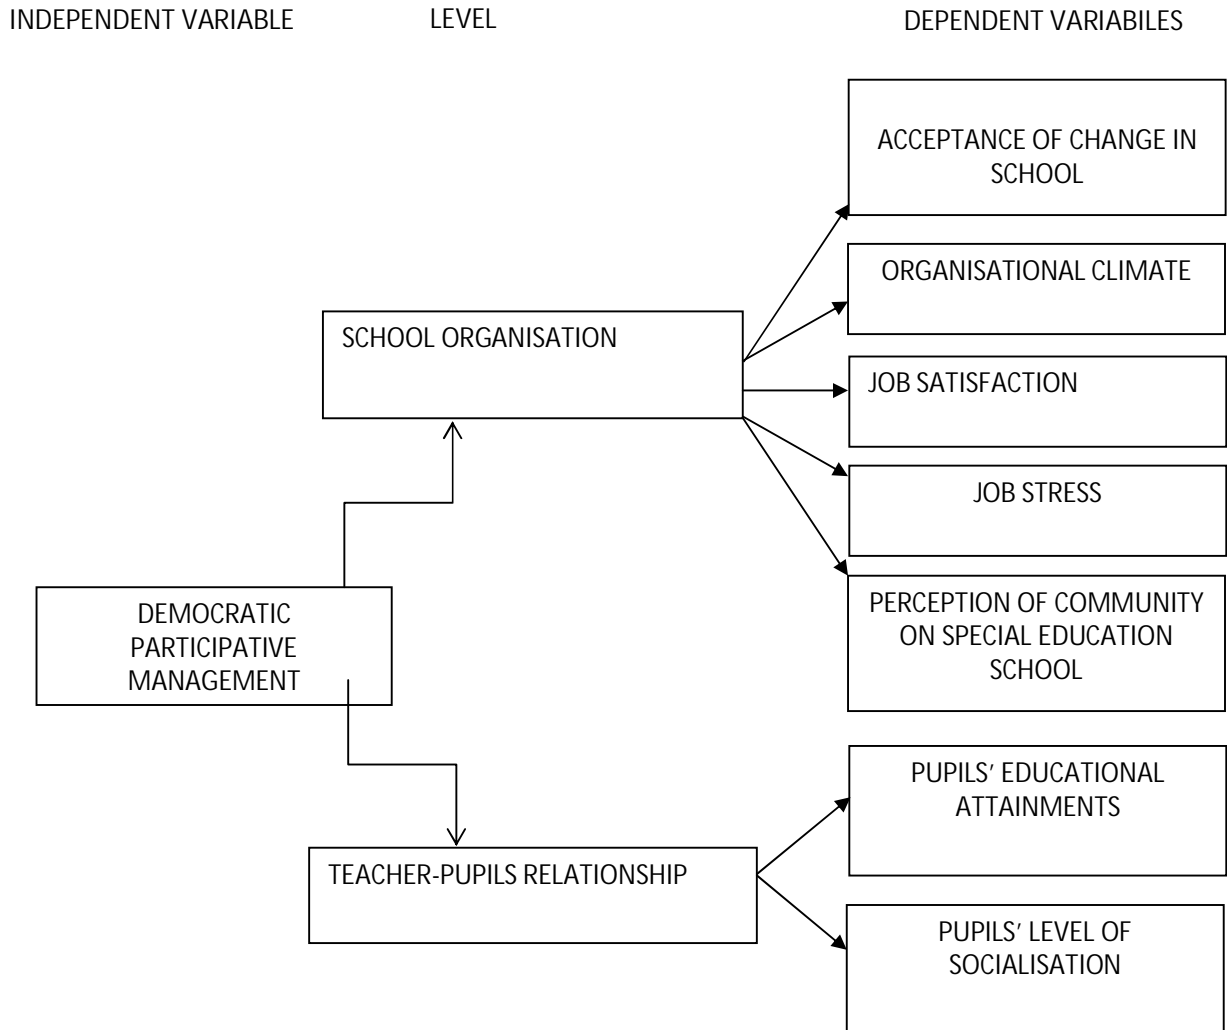 INDEPENDENT VARIABLE
LEVEL
DEPENDENT VARIABILES
ACCEPTANCE OF CHANGE IN
SCHOOL
ORGANISATIONAL CLIMATE
SCHOOL ORGANISATION
JOB SATISFACTION
JOB STRESS
DEMOCRATIC
PARTICIPATIVE
MANAGEMENT
PERCEPTION OF COMMUNITY
ON SPECIAL EDUCATION
SCHOOL
PUPILS’ EDUCATIONAL
ATTAINMENTS
TEACHER-PUPILS RELATIONSHIP
PUPILS’ LEVEL OF
SOCIALISATION